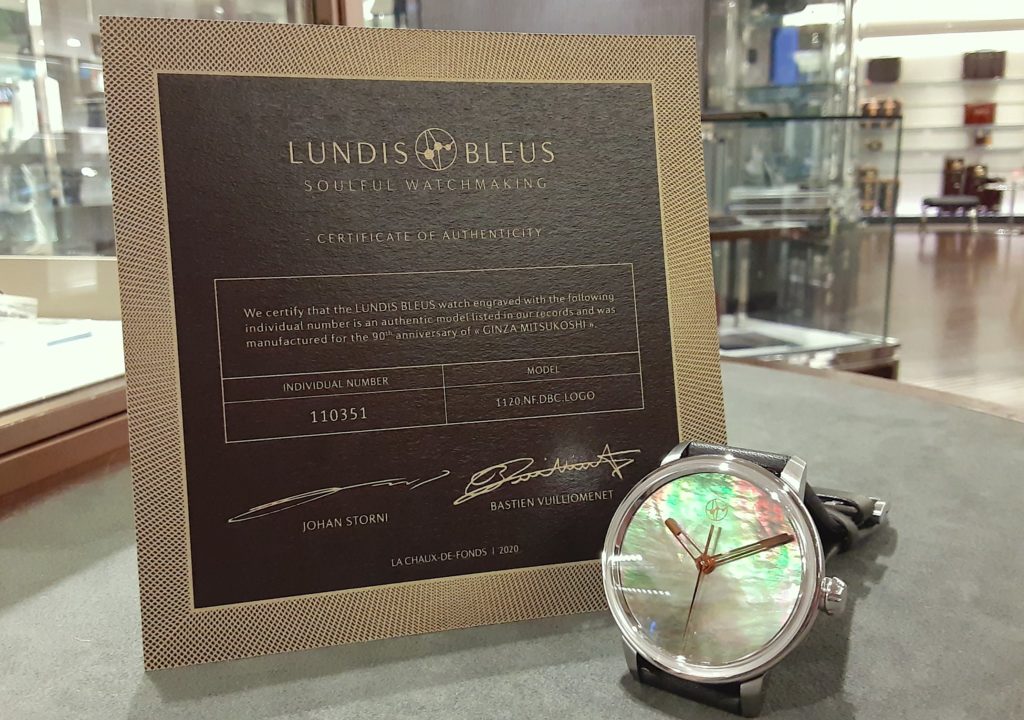 LUNDIS BLEUS
SOULFUL WATCHMAKING
CERTIFICATE OF AUTHENTICITY
We certify that the LUNDIS BLEUS watch engraved with the following
individual number is an authentic model listed in our records and was
manufactured for the 90th anniversary of « GINZA MITSUKOSHI ».
INDIVIDUAL NUMBER
MODEL
110351
1120.NF.DBC.LOGO
JOHAN STORNI
BASTIEN VUILLIOMENET
LA CHAUX-DE-FONDS | 2020